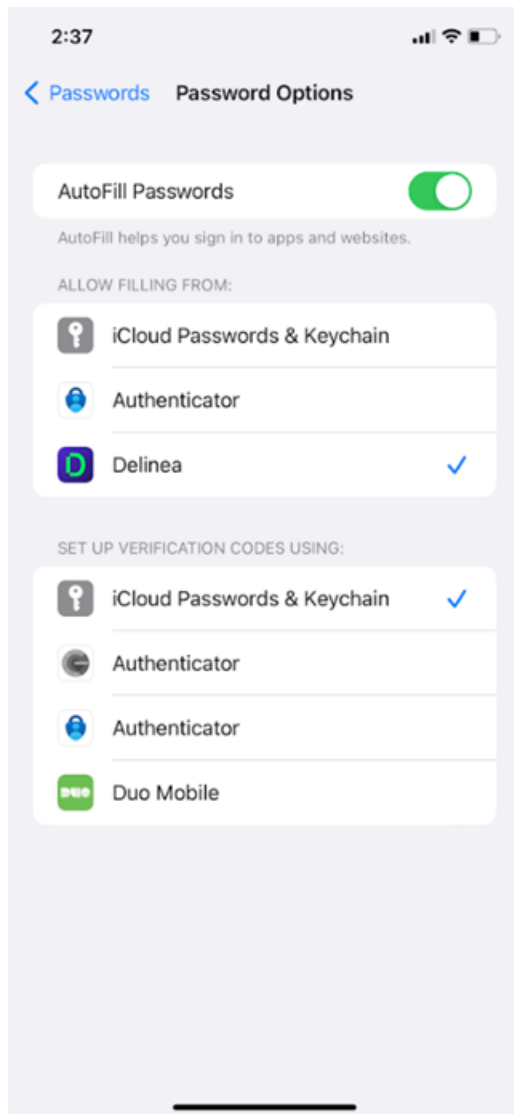 2:37
Passwords Password Options
AutoFill Passwords
AutoFill helps you sign in to apps and websites.
ALLOW FILLING FROM:
iCloud Passwords & Keychain
Authenticator
D Delinea
SET UP VERIFICATION CODES USING:
iCloud Passwords & Keychain
Authenticator
Authenticator
DUO Duo Mobile